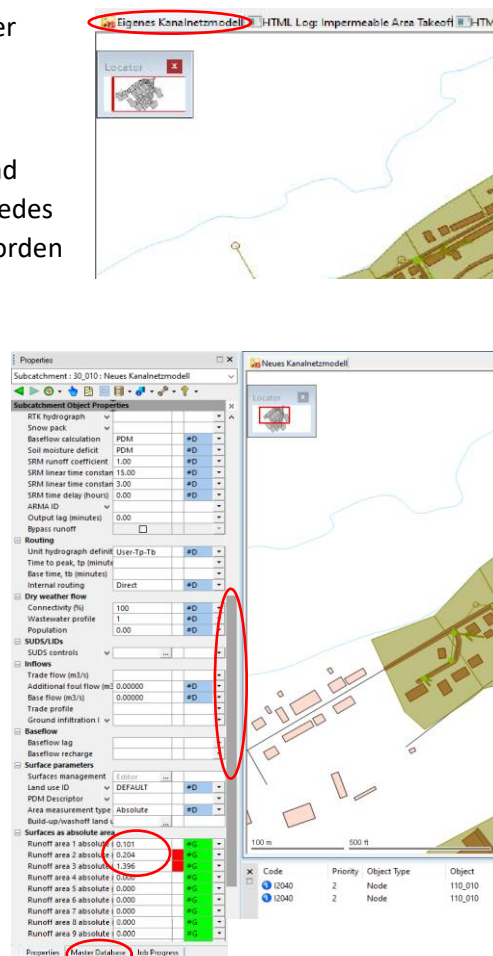 er
nd
edes
orden
Eigenes Kanalnetzmodell HTML Log: Impermeable Area Takeoff HTM
Locator x
Properties
Subcatchment : 30_010 : Neues Kanalnetzmodell
Subcatchment Object Properties
RTK hydrograph
Snow pack
Baseflow calculation PDM #D
Soil moisture deficit PDM #D
SRM runoff coefficient 1.00 #D
SRM linear time constan 15.00 #D
SRM linear time constan 3.00 #D
SRM time delay (hours) 0.00 #D
ARMA ID
Output lag (minutes) 0.00
Bypass runoff
Routing
Unit hydrograph definit User-Tp-Tb #D
Time to peak, tp (minute
Base time, tb (minutes)
Internal routing Direct #D
Dry weather flow
Connectivity (%) 100 #D
Wastewater profile 1 #D
Population 0.00 #D
SUDS/LIDs
SUDS controls ...
Inflows
Trade flow (m3/s)
Additional foul flow (m3 0.00000 #D
Base flow (m3/s) 0.00000 #D
Trade profile
Ground infiltration I
Baseflow
Baseflow lag
Baseflow recharge
Surface parameters
Surfaces management Editor ...
Land use ID DEFAULT #D
PDM Descriptor
Area measurement type Absolute #D
Build-up/washoff land u ...
Surfaces as absolute area
Runoff area 1 absolute ( 0.101 #G
Runoff area 2 absolute ( 0.204 #G
Runoff area 3 absolute ( 1.396 #G
Runoff area 4 absolute ( 0.000 #G
Runoff area 5 absolute ( 0.000 #G
Runoff area 6 absolute ( 0.000 #G
Runoff area 7 absolute ( 0.000 #G
Runoff area 8 absolute ( 0.000 #G
Runoff area 9 absolute ( 0.000 #G
Properties Master Database Job Progress
Neues Kanalnetzmodell
Locator
100 m 500 ft
Code Priority Object Type Object
I2040 2 Node 110_010
I2040 2 Node 110_010